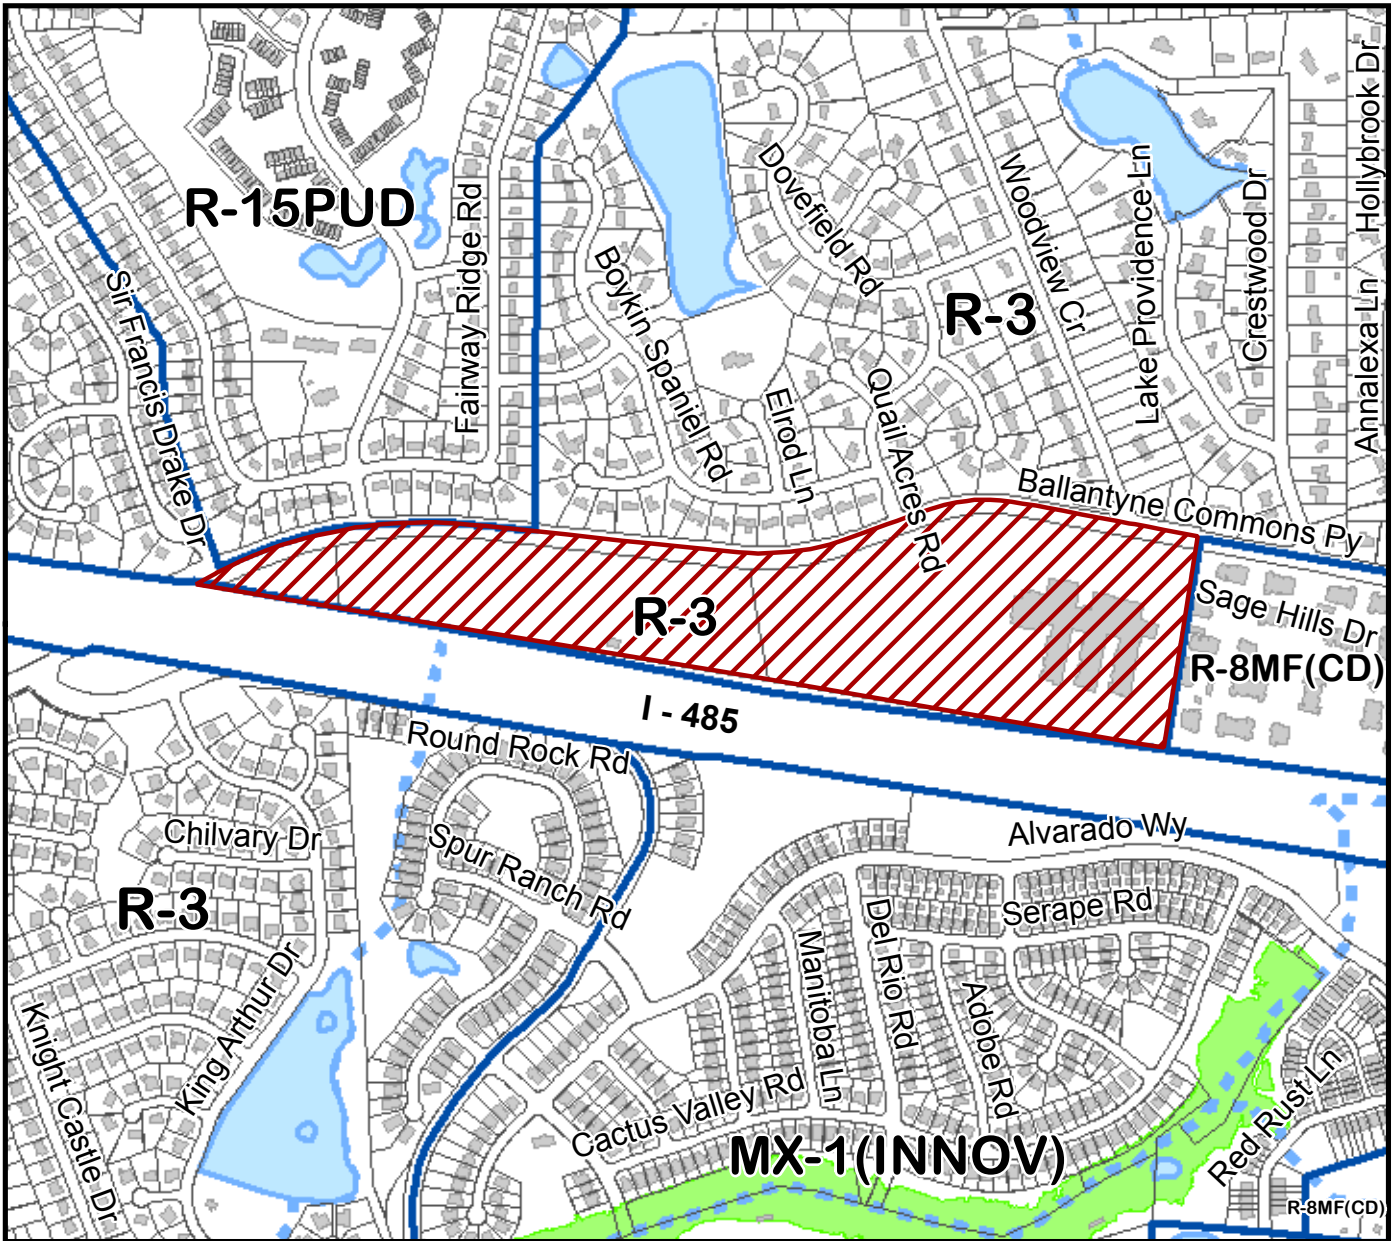 Hollybrook Dr
Dovefield Rd
Woodview Cr
Lake Providence Ln
Crestwood Dr
R-15PUD
Fairway Ridge Rd
Boykin Spaniel Rd
R-3
Sir Francis Drake Dr
Annalexa Ln
Quail Acres Rd
Elrod Ln
Ballantyne Commons Py
R-3
Sage Hills Dr
R-8MF(CD)
I - 485
Round Rock Rd
Chilvary Dr
Spur Ranch Rd
Alvarado Wy
R-3
Serape Rd
Del Rio Rd
Manitoba Ln
Adobe Rd
King Arthur Dr
Knight Castle Dr
Cactus Valley Rd
Red Rust Ln
MX-1(INNOV)
R-8MF(CD)